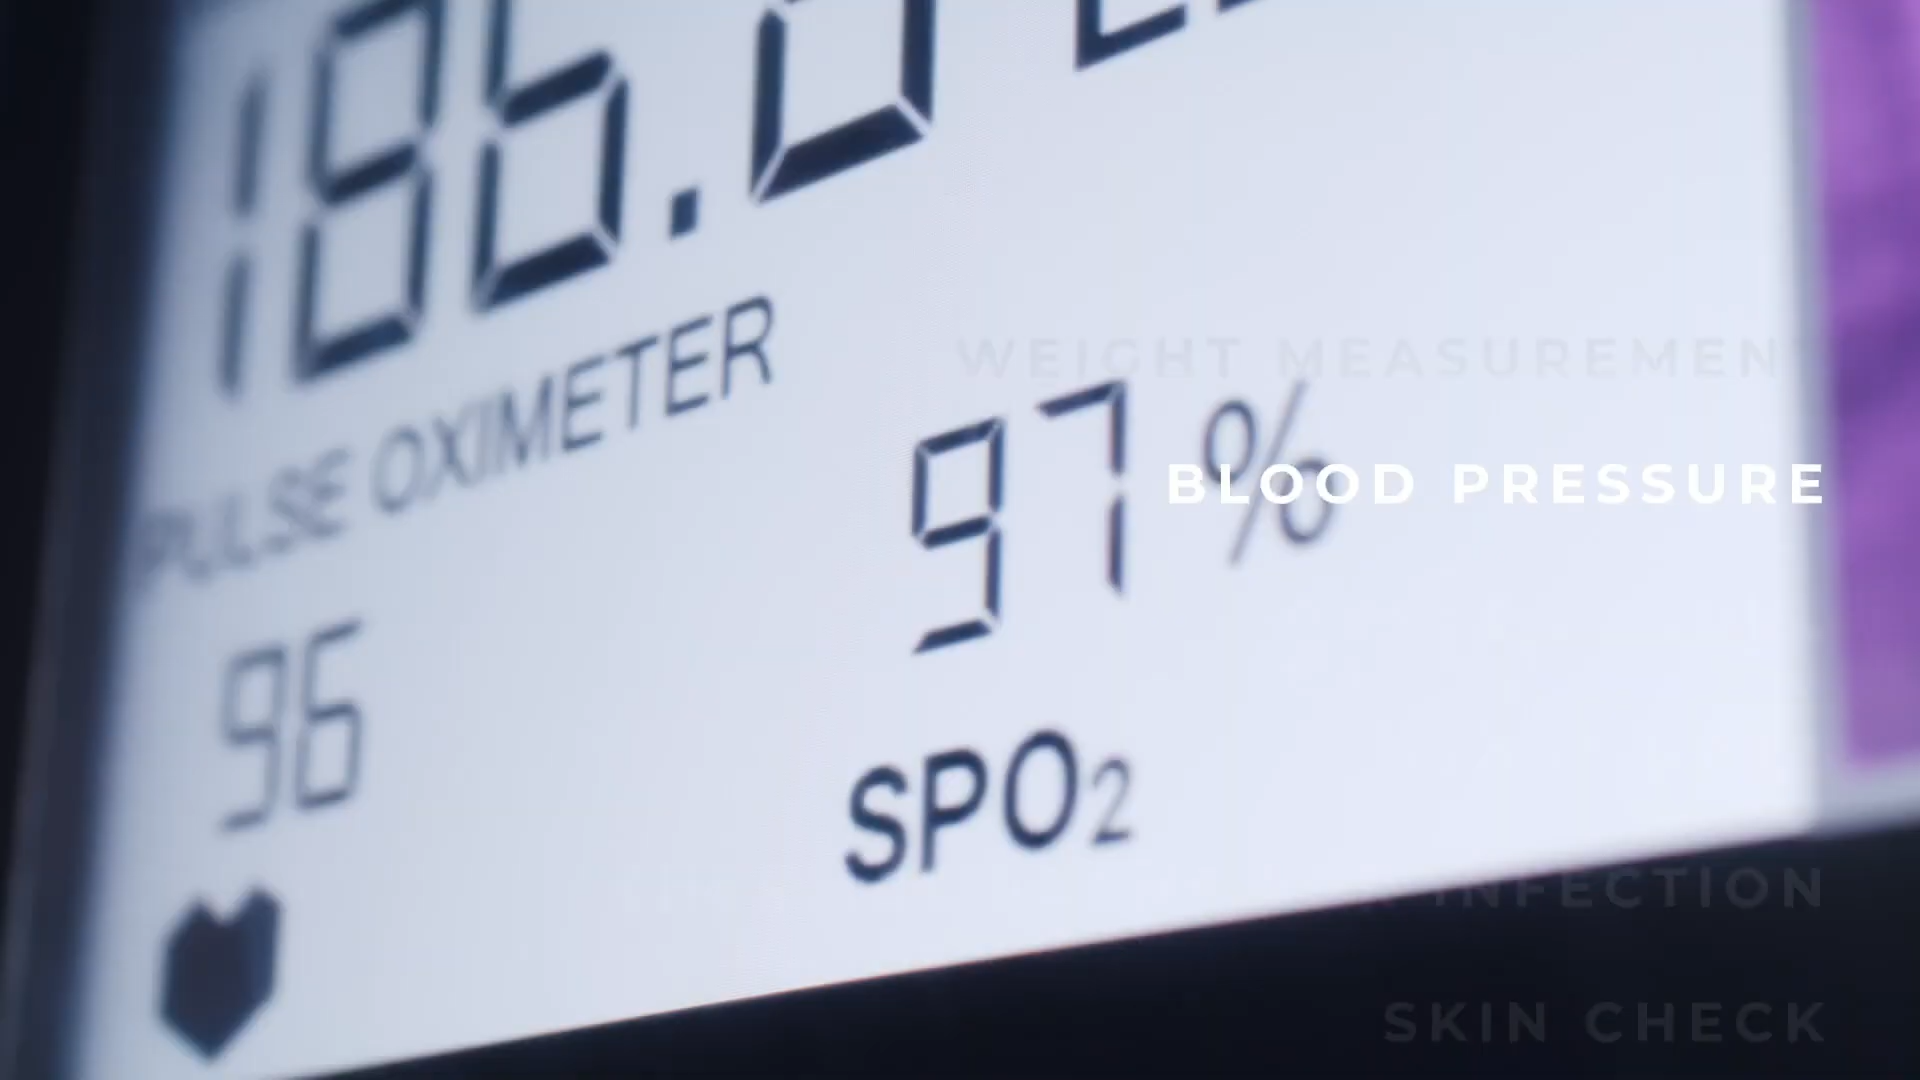 186.0
PULSE OXIMETER
WEIGHT MEASUREMENT
97%
BLOOD PRESSURE
96
SPO2
INFECTION
SKIN CHECK